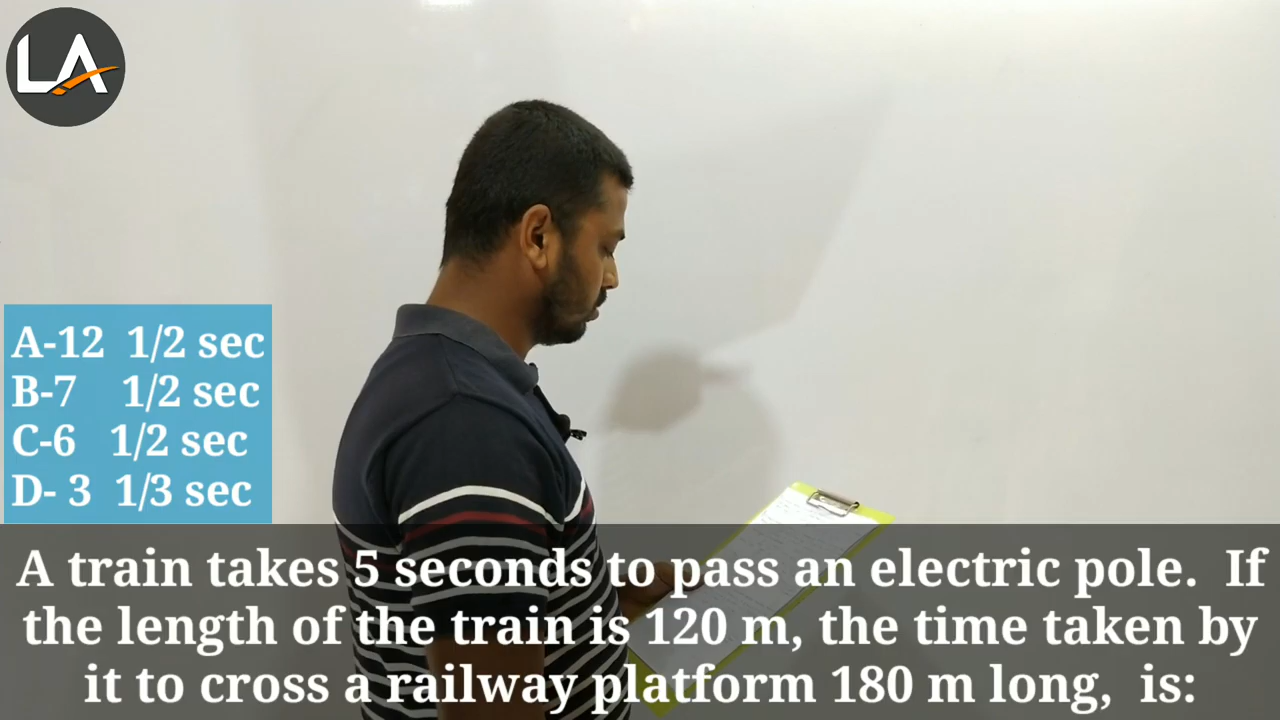 LA
A-12 1/2 sec
B-7 1/2 sec
C-6 1/2 sec
D- 3 1/3 sec
A train takes 5 seconds to pass an electric pole. If
the length of the train is 120 m, the time taken by
it to cross a railway platform 180 m long, is: